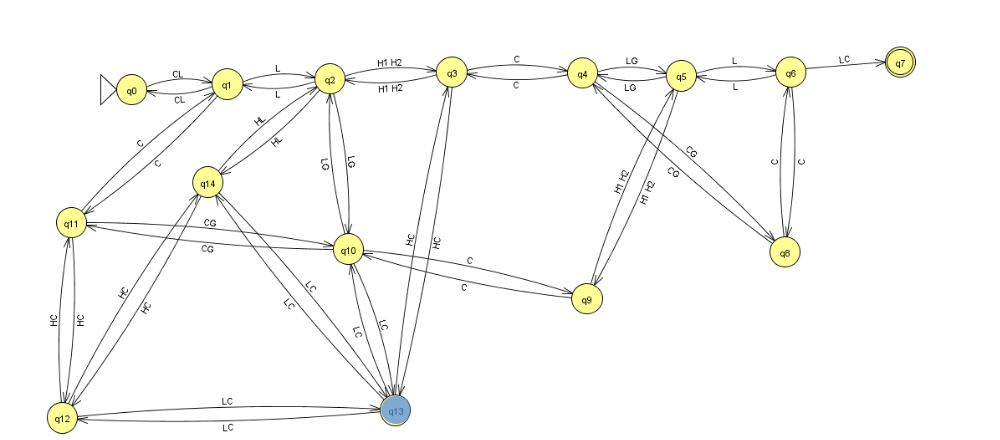 q0
CL
CL
q1
L
L
q2
H1 H2
H1 H2
q3
C
C
q4
LG
LG
q5
L
L
q6
LC
q7
C
C
HL
HL
LG
LG
q14
q11
CG
CG
q10
HC
HC
CG
CG
H1 H2
H1 H2
C
C
q8
C
C
q9
HC
HC
LC
LC
LC
LC
HC
HC
q12
LC
LC
q13